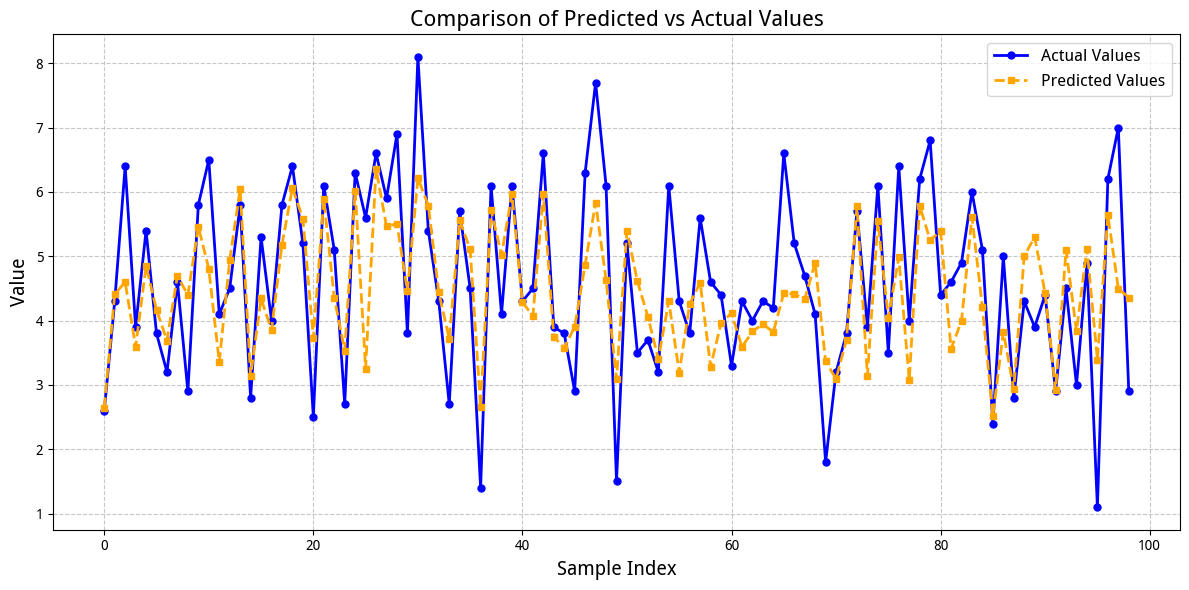 Comparison of Predicted vs Actual Values
Actual Values
Predicted Values
Value
8
7
6
5
4
3
2
1
0 20 40 60 80 100
Sample Index